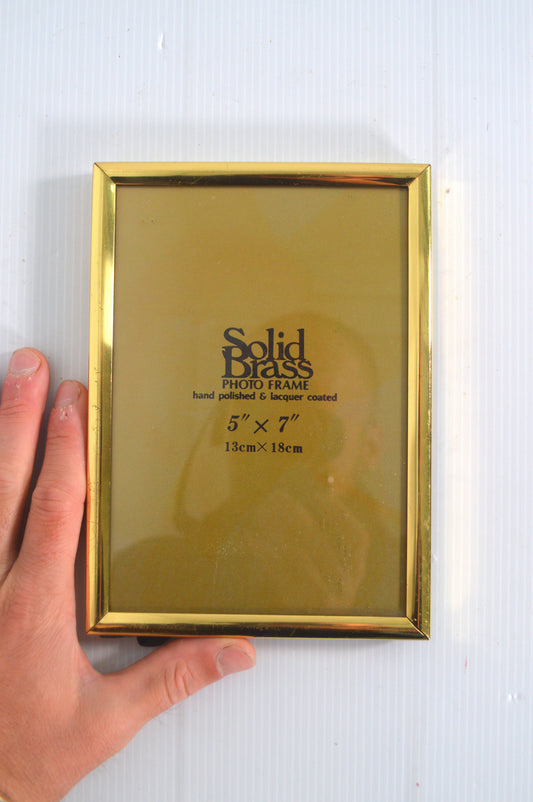 Solid
Brass
PHOTO FRAME
hand polished & lacquer coated
5" × 7"
13cm × 18cm